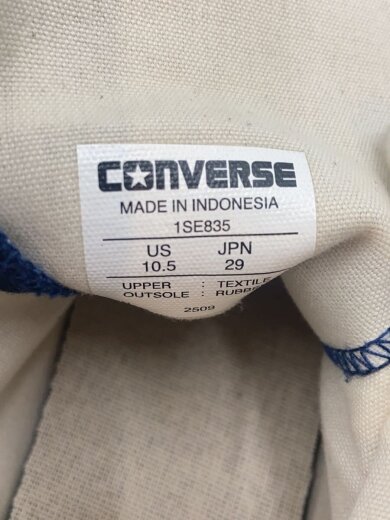 CONVERSE
MADE IN INDONESIA
1SE835
US JPN
10.5 29
UPPER : TEXTILE
OUTSOLE : RUBBER
2509